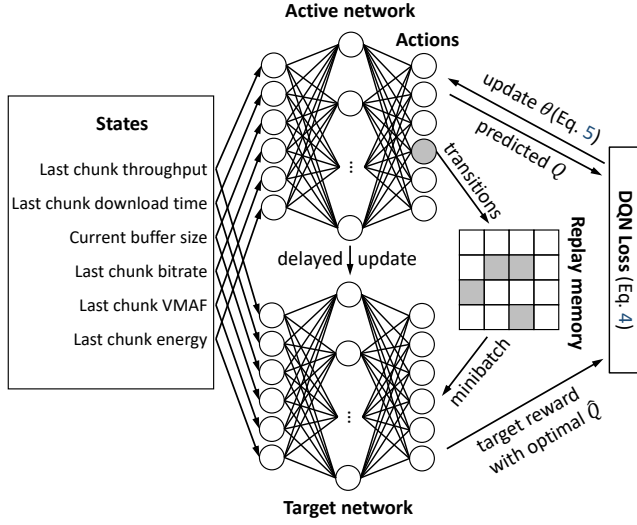 Active network
Actions
States
Last chunk throughput
Last chunk download time
Current buffer size
Last chunk bitrate
Last chunk VMAF
Last chunk energy
...
delayed update
...
Target network
update θ(Eq. 5)
predicted Q
transitions
Replay memory
minibatch
target reward
with optimal Q̂
DQN Loss (Eq. 4)